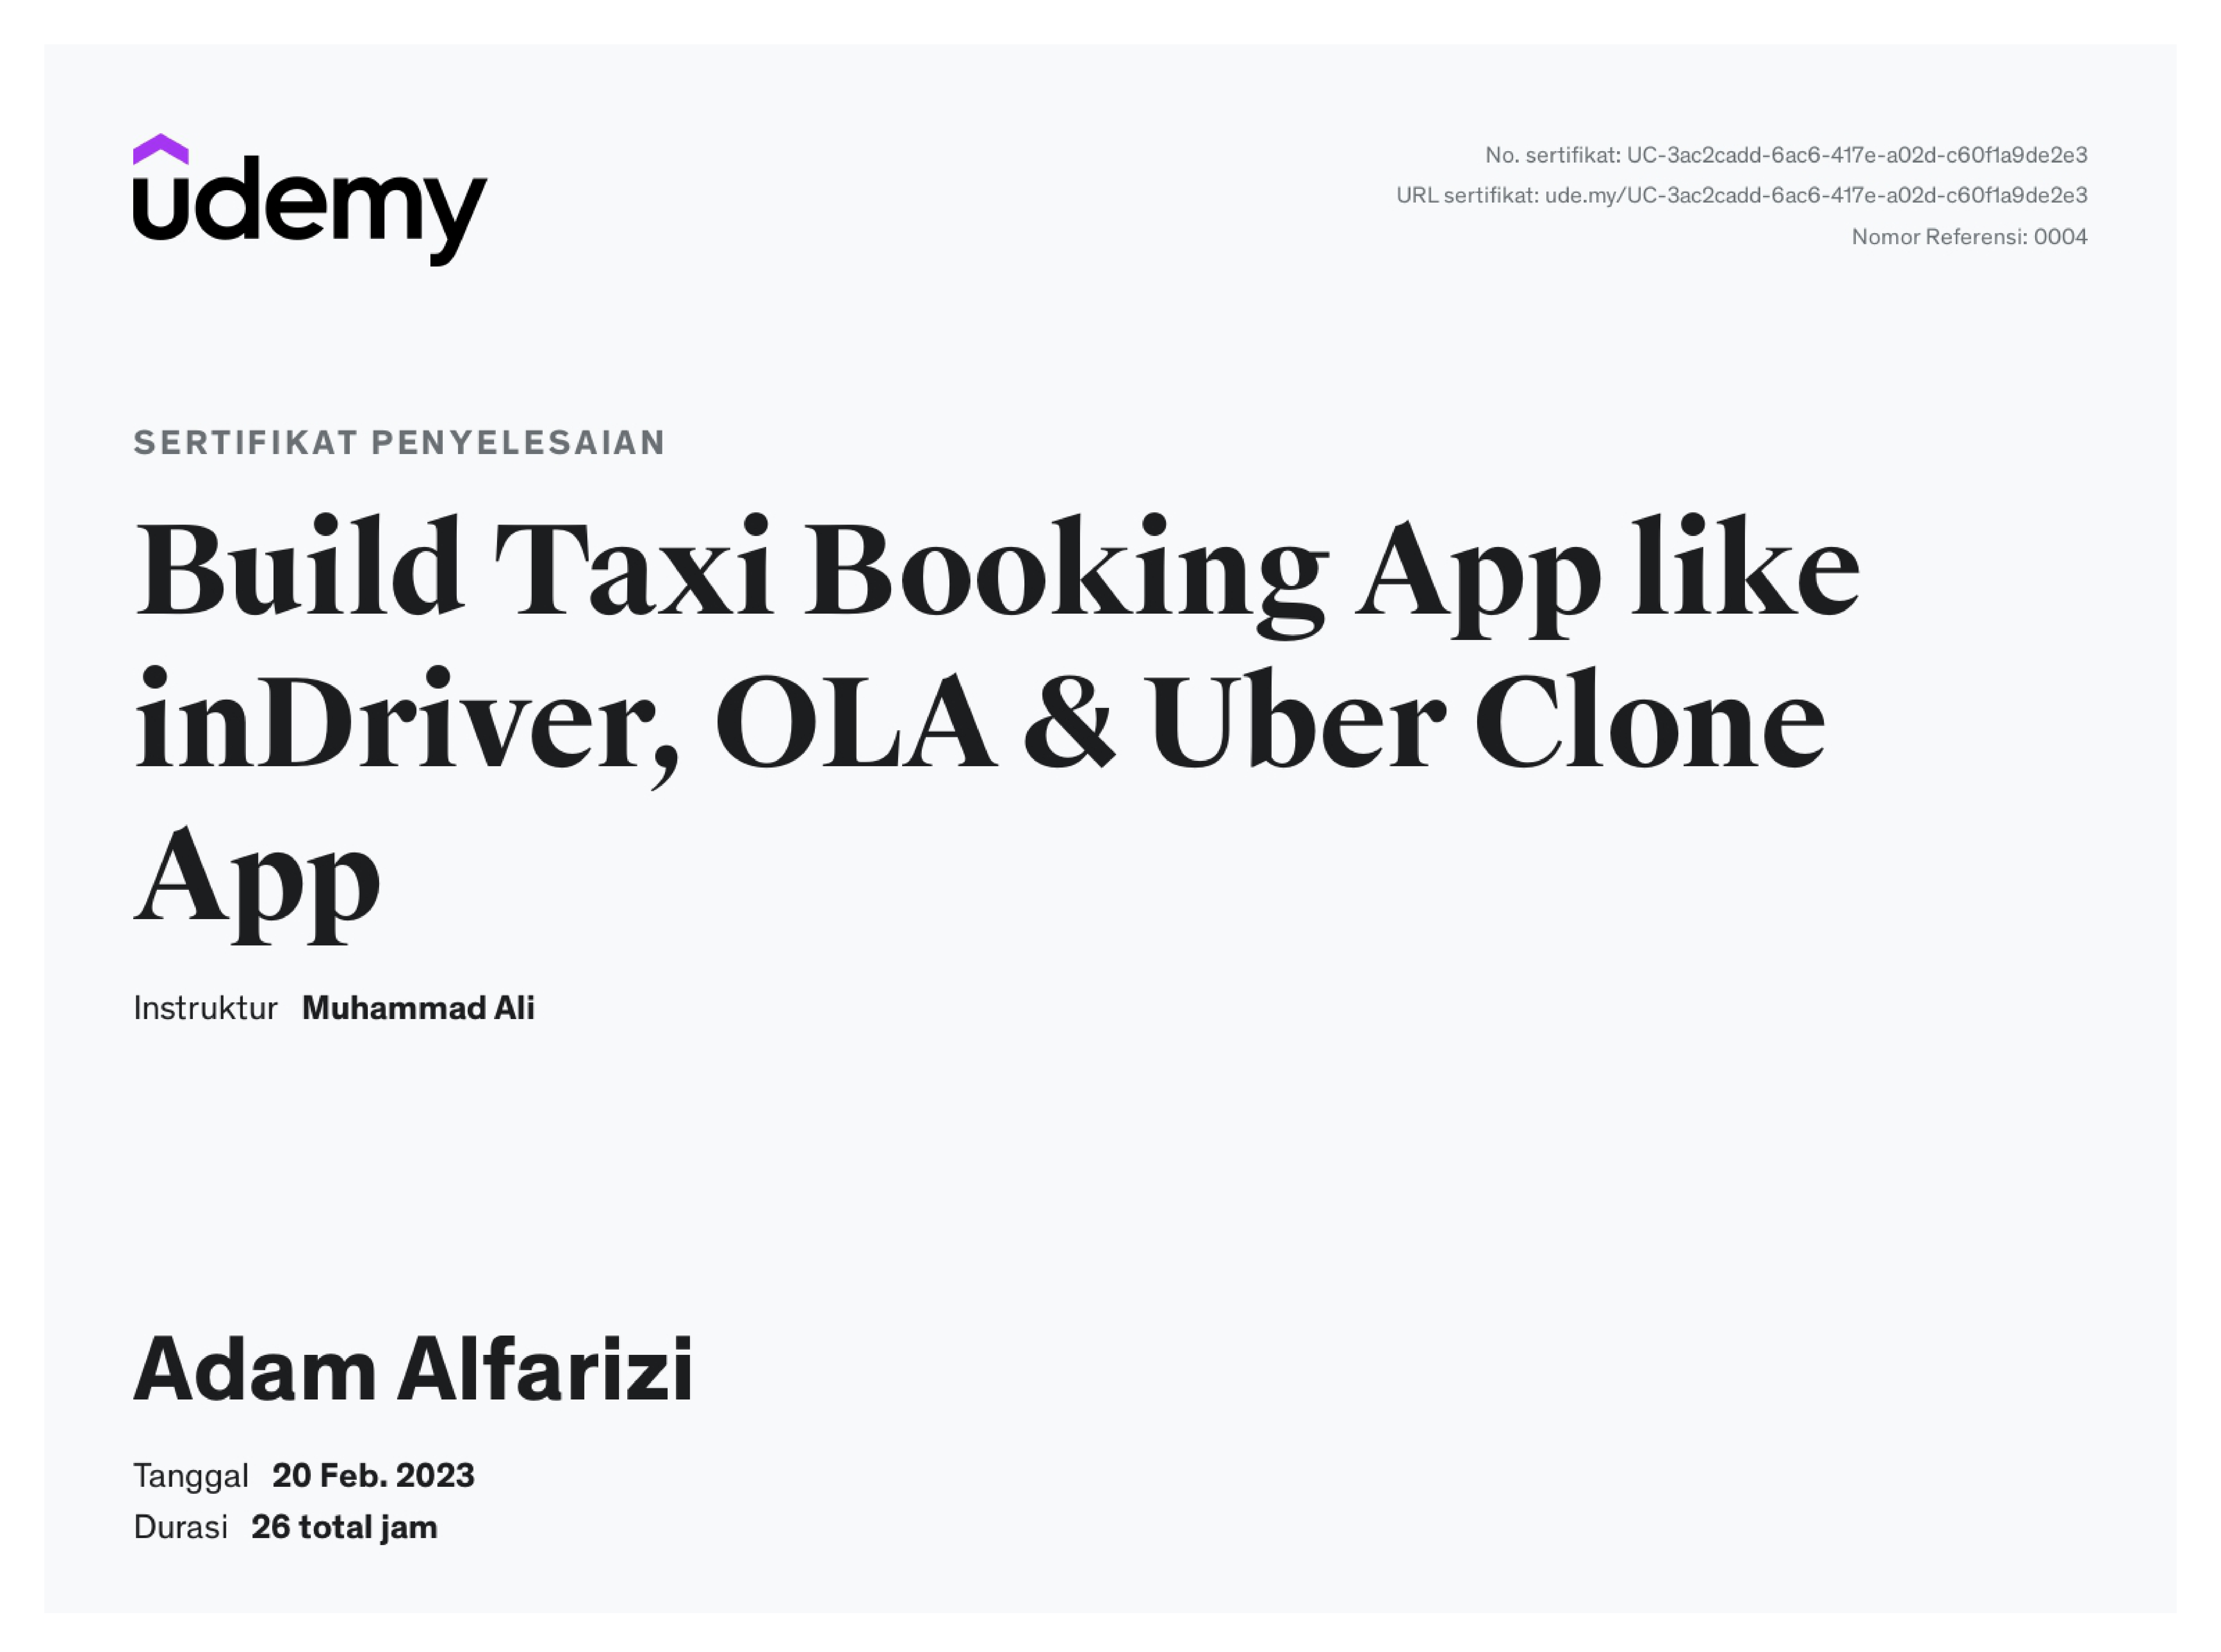 udemy
No. sertifikat: UC-3ac2cadd-6ac6-417e-a02d-c60f1a9de2e3
URL sertifikat: ude.my/UC-3ac2cadd-6ac6-417e-a02d-c60f1a9de2e3
Nomor Referensi: 0004
SERTIFIKAT PENYELESAIAN
Build Taxi Booking App like
inDriver, OLA & Uber Clone
App
Instruktur Muhammad Ali
Adam Alfarizi
Tanggal 20 Feb. 2023
Durasi 26 total jam